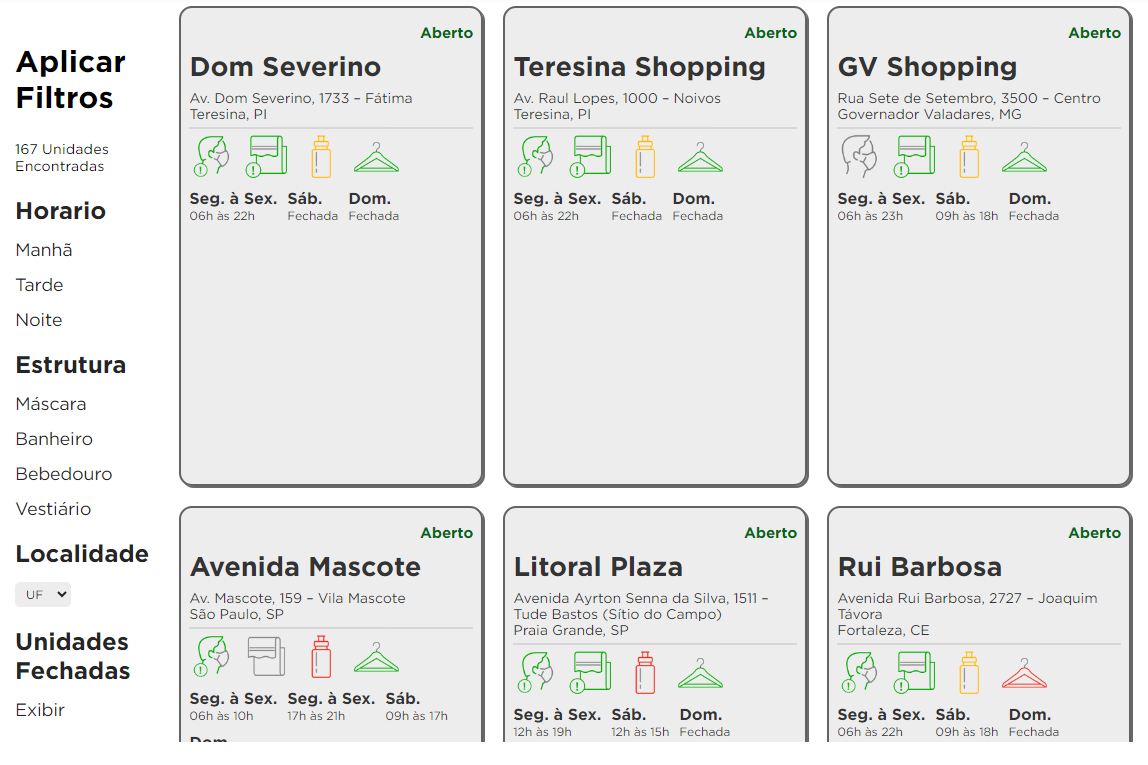 Aplicar
Filtros
167 Unidades
Encontradas
Horario
Manhã
Tarde
Noite
Estrutura
Máscara
Banheiro
Bebedouro
Vestiário
Localidade
UF
Unidades
Fechadas
Exibir
Aberto
Dom Severino
Av. Dom Severino, 1733 – Fátima
Teresina, PI
Seg. à Sex. Sáb. Dom.
06h às 22h Fechada Fechada
Aberto
Teresina Shopping
Av. Raul Lopes, 1000 – Noivos
Teresina, PI
Seg. à Sex. Sáb. Dom.
06h às 22h Fechada Fechada
Aberto
GV Shopping
Rua Sete de Setembro, 3500 – Centro
Governador Valadares, MG
Seg. à Sex. Sáb. Dom.
06h às 23h 09h às 18h Fechada
Aberto
Avenida Mascote
Av. Mascote, 159 – Vila Mascote
São Paulo, SP
Seg. à Sex. Seg. à Sex. Sáb.
06h às 10h 17h às 21h 09h às 17h
Dom.
Aberto
Litoral Plaza
Avenida Ayrton Senna da Silva, 1511 –
Tude Bastos (Sítio do Campo)
Praia Grande, SP
Seg. à Sex. Sáb. Dom.
12h às 19h 12h às 15h Fechada
Aberto
Rui Barbosa
Avenida Rui Barbosa, 2727 – Joaquim
Távora
Fortaleza, CE
Seg. à Sex. Sáb. Dom.
06h às 22h 09h às 18h Fechada